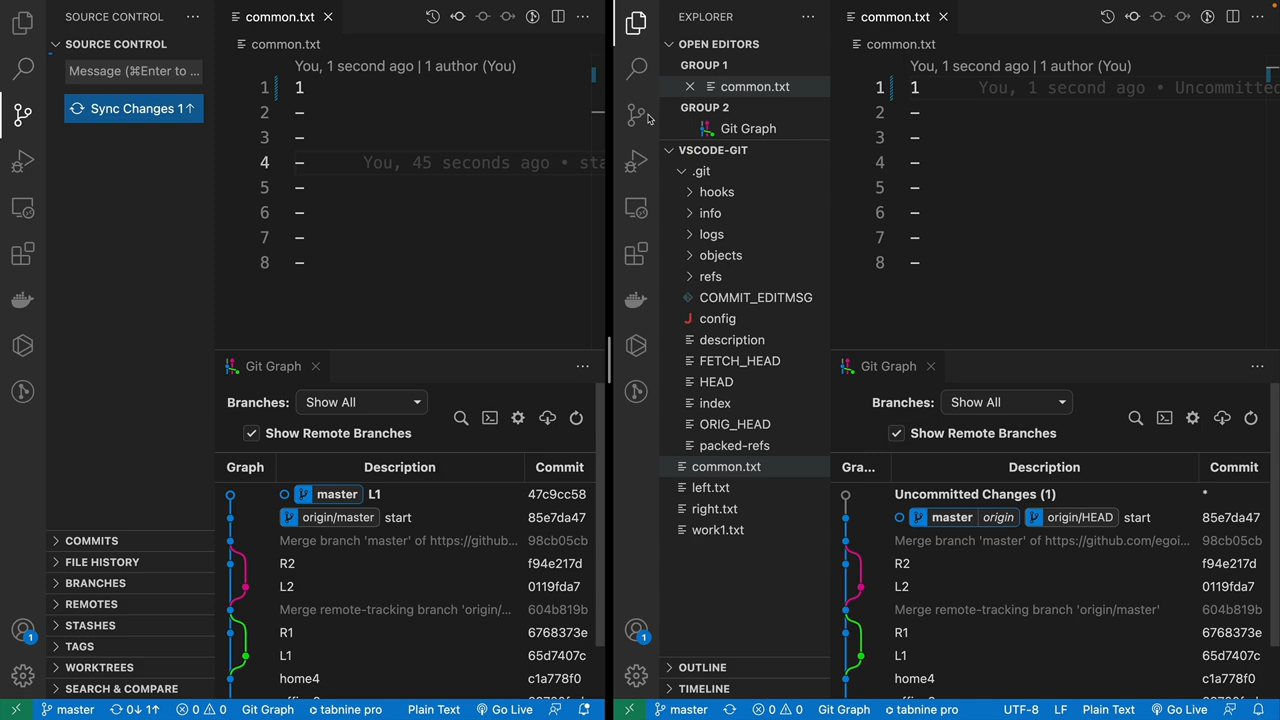 SOURCE CONTROL
SOURCE CONTROL
Message (⌘Enter to ...
Sync Changes 1↑
COMMITS
FILE HISTORY
BRANCHES
REMOTES
STASHES
TAGS
WORKTREES
SEARCH & COMPARE
1
common.txt
common.txt
You, 1 second ago | 1 author (You)
1 1
2 -
3 -
4 - You, 45 seconds ago • sta
5 -
6 -
7 -
8 -
Git Graph
Branches: Show All
Show Remote Branches
Graph Description Commit
master L1 47c9cc58
origin/master start 85e7da47
Merge branch 'master' of https://github... 98cb05cb
R2 f94e217d
L2 0119fda7
Merge remote-tracking branch 'origin/... 604b819b
R1 6768373e
L1 65d7407c
home4 c1a778f0
master 0↓ 1↑ 0 0 Git Graph tabnine pro Plain Text Go Live
EXPLORER
OPEN EDITORS
GROUP 1
common.txt
GROUP 2
Git Graph
VSCODE-GIT
.git
hooks
info
logs
objects
refs
COMMIT_EDITMSG
config
description
FETCH_HEAD
HEAD
index
ORIG_HEAD
packed-refs
common.txt
left.txt
right.txt
work1.txt
OUTLINE
TIMELINE
1
common.txt
common.txt
You, 1 second ago | 1 author (You)
1 1 You, 1 second ago • Uncommitted
2 -
3 -
4 -
5 -
6 -
7 -
8 -
Git Graph
Branches: Show All
Show Remote Branches
Gra... Description Commit
Uncommitted Changes (1) *
master origin origin/HEAD start 85e7da47
Merge branch 'master' of https://github.com/egoi... 98cb05cb
R2 f94e217d
L2 0119fda7
Merge remote-tracking branch 'origin/master' 604b819b
R1 6768373e
L1 65d7407c
home4 c1a778f0
master 0 0 Git Graph tabnine pro UTF-8 LF Plain Text Go Live